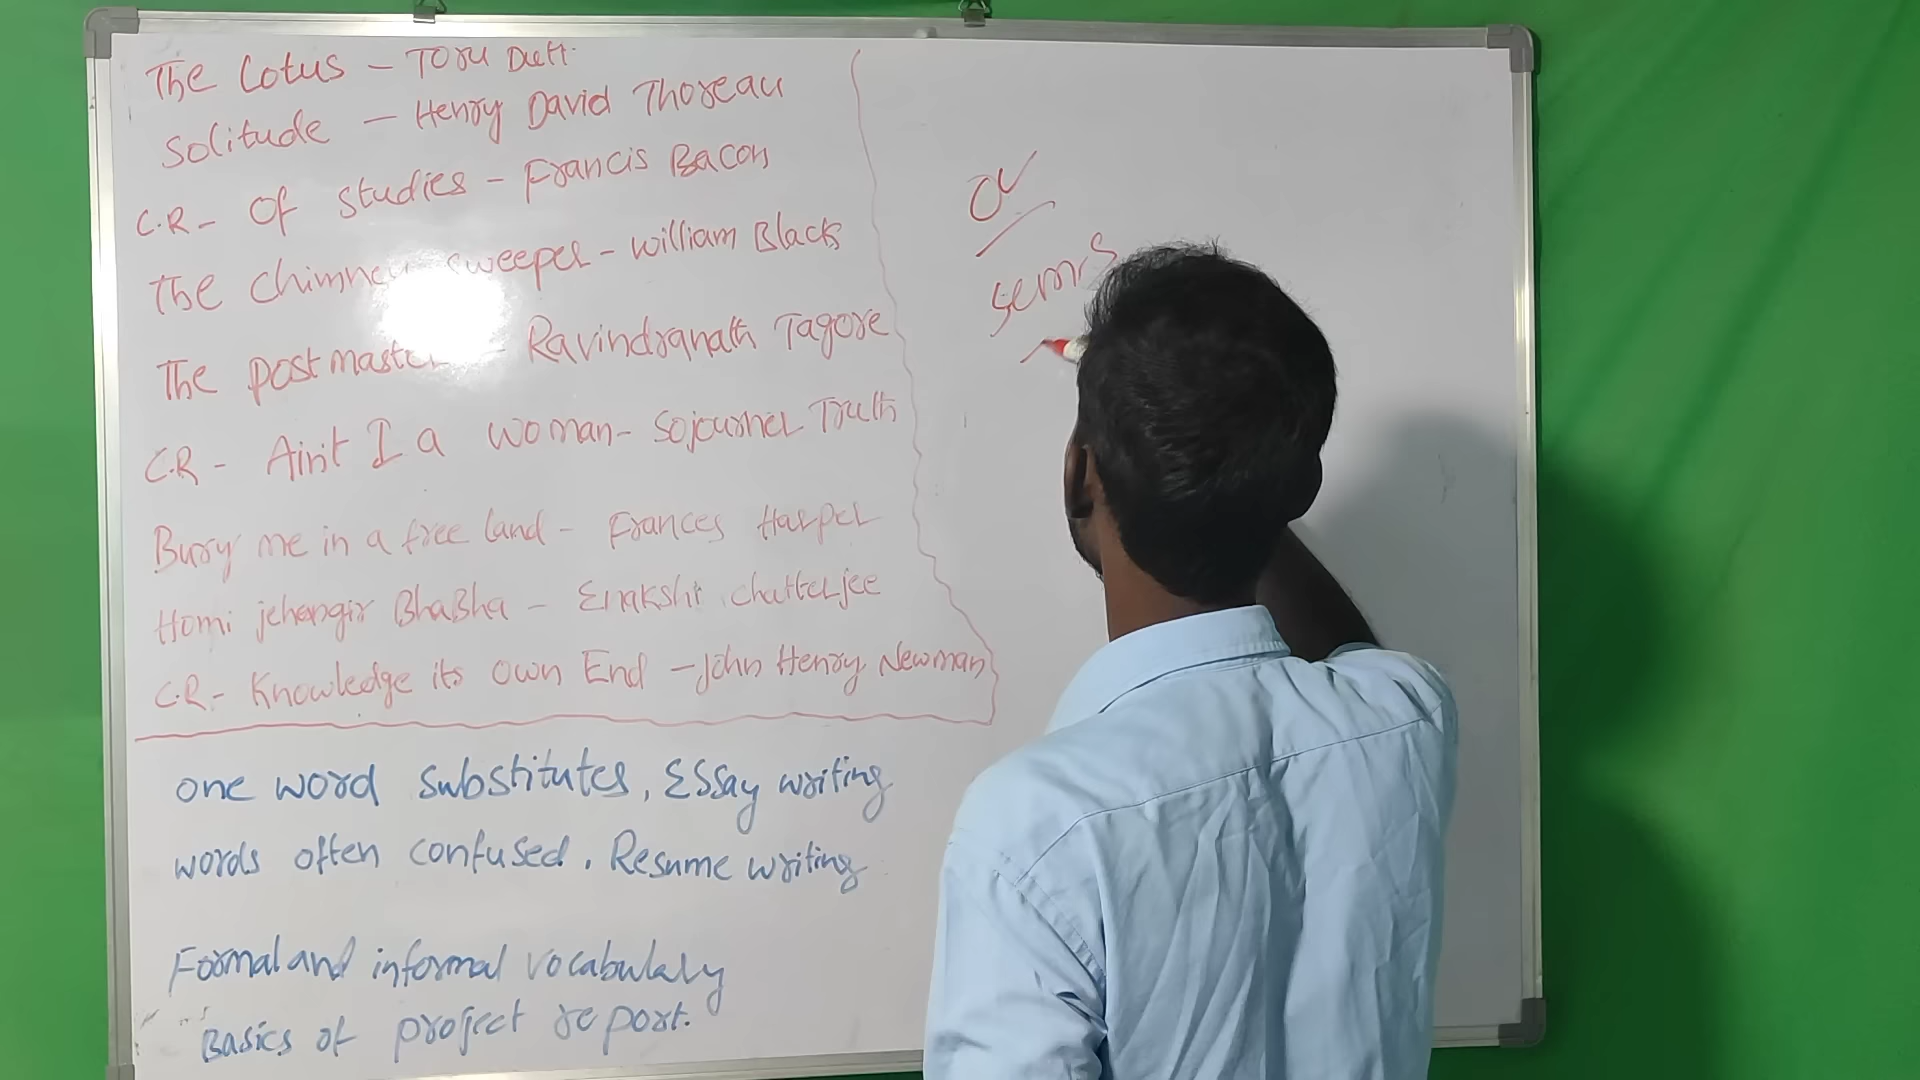 The Lotus - Toru Dutt.
Solitude - Henry David Thoreau
C.R - Of Studies - Francis Bacon
The Chimney sweeper - William Black
The Postmaster - Ravindranath Tagore
C.R - Ain't I a Woman - Sojourner Truth
Bury me in a free land - Frances Harper
Homi jehangir BhaBha - Enakshi chatterjee
C.R - Knowledge its Own End - John Henry Newman
One word substitutes, Essay writing
words often confused, Resume writing
Formal and informal vocabulary
Basics of project report.
sem.s